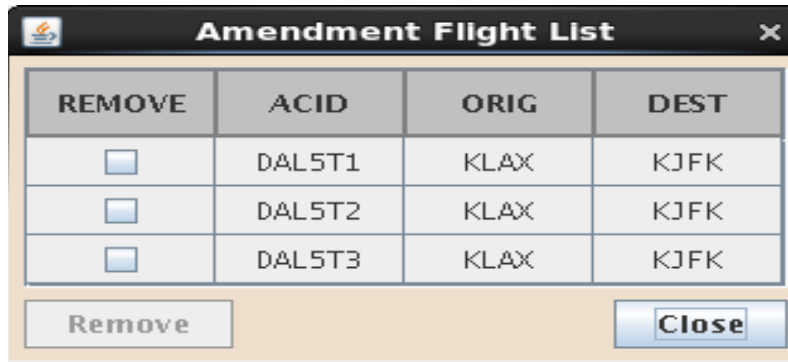 Amendment Flight List
REMOVE ACID ORIG DEST
DAL5T1 KLAX KJFK
DAL5T2 KLAX KJFK
DAL5T3 KLAX KJFK
Remove Close